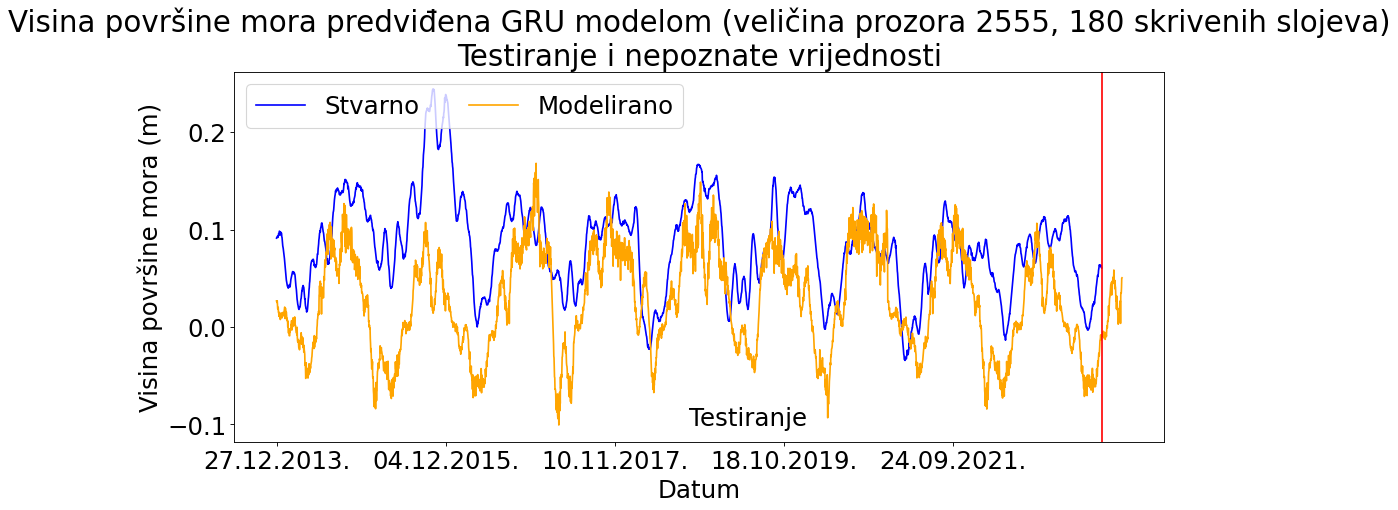 Visina površine mora predviđena GRU modelom (veličina prozora 2555, 180 skrivenih slojeva)
Testiranje i nepoznate vrijednosti
Stvarno Modelirano
Visina površine mora (m)
0.2
0.1
0.0
−0.1
Testiranje
27.12.2013. 04.12.2015. 10.11.2017. 18.10.2019. 24.09.2021.
Datum